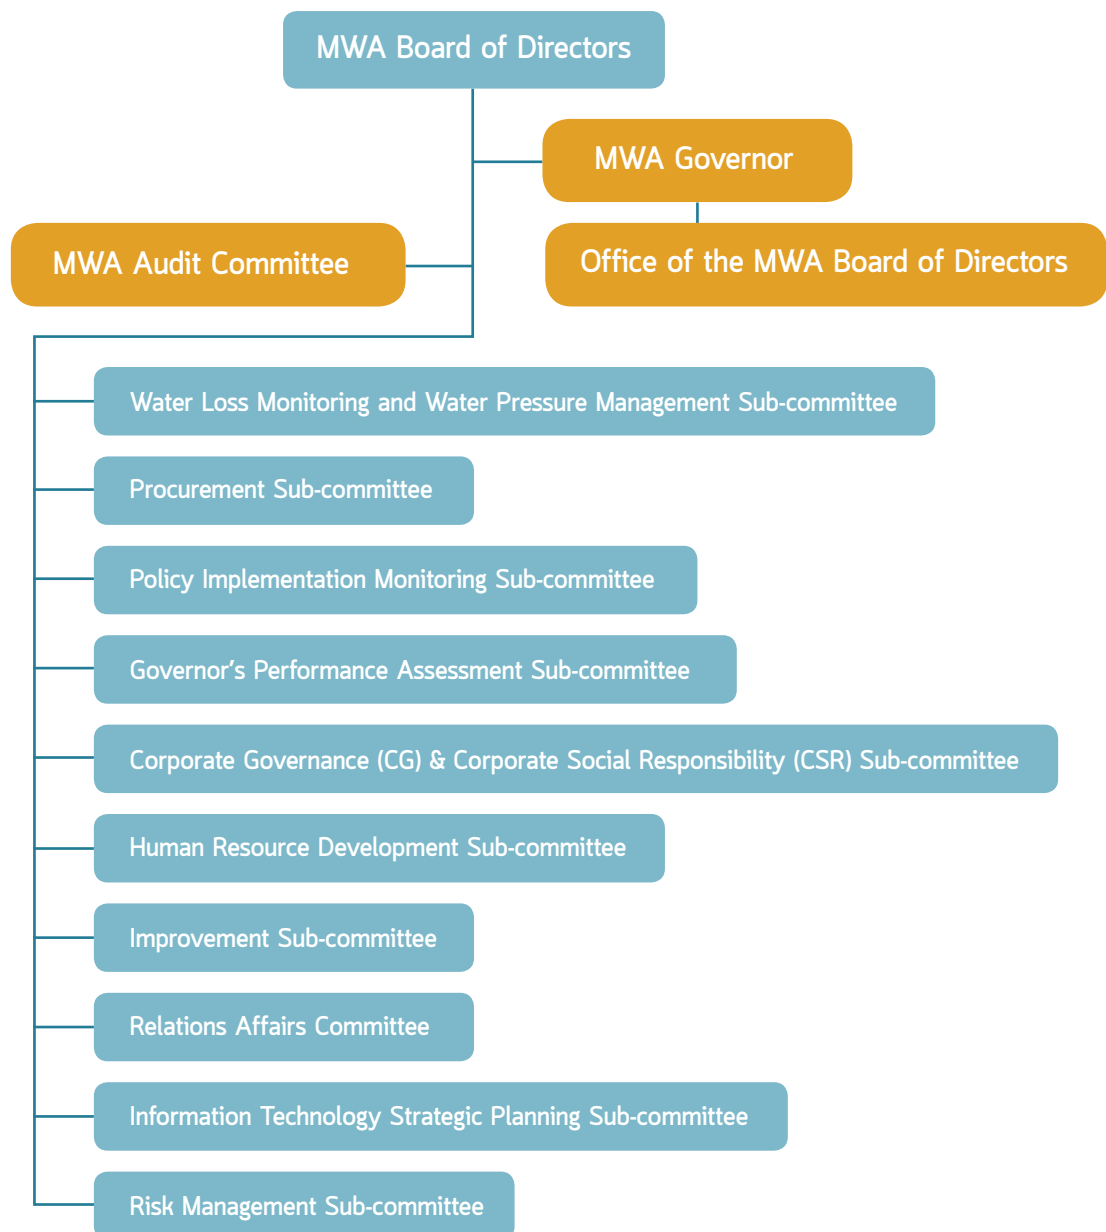 MWA Board of Directors
MWA Governor
MWA Audit Committee
Office of the MWA Board of Directors
Water Loss Monitoring and Water Pressure Management Sub-committee
Procurement Sub-committee
Policy Implementation Monitoring Sub-committee
Governor's Performance Assessment Sub-committee
Corporate Governance (CG) & Corporate Social Responsibility (CSR) Sub-committee
Human Resource Development Sub-committee
Improvement Sub-committee
Relations Affairs Committee
Information Technology Strategic Planning Sub-committee
Risk Management Sub-committee